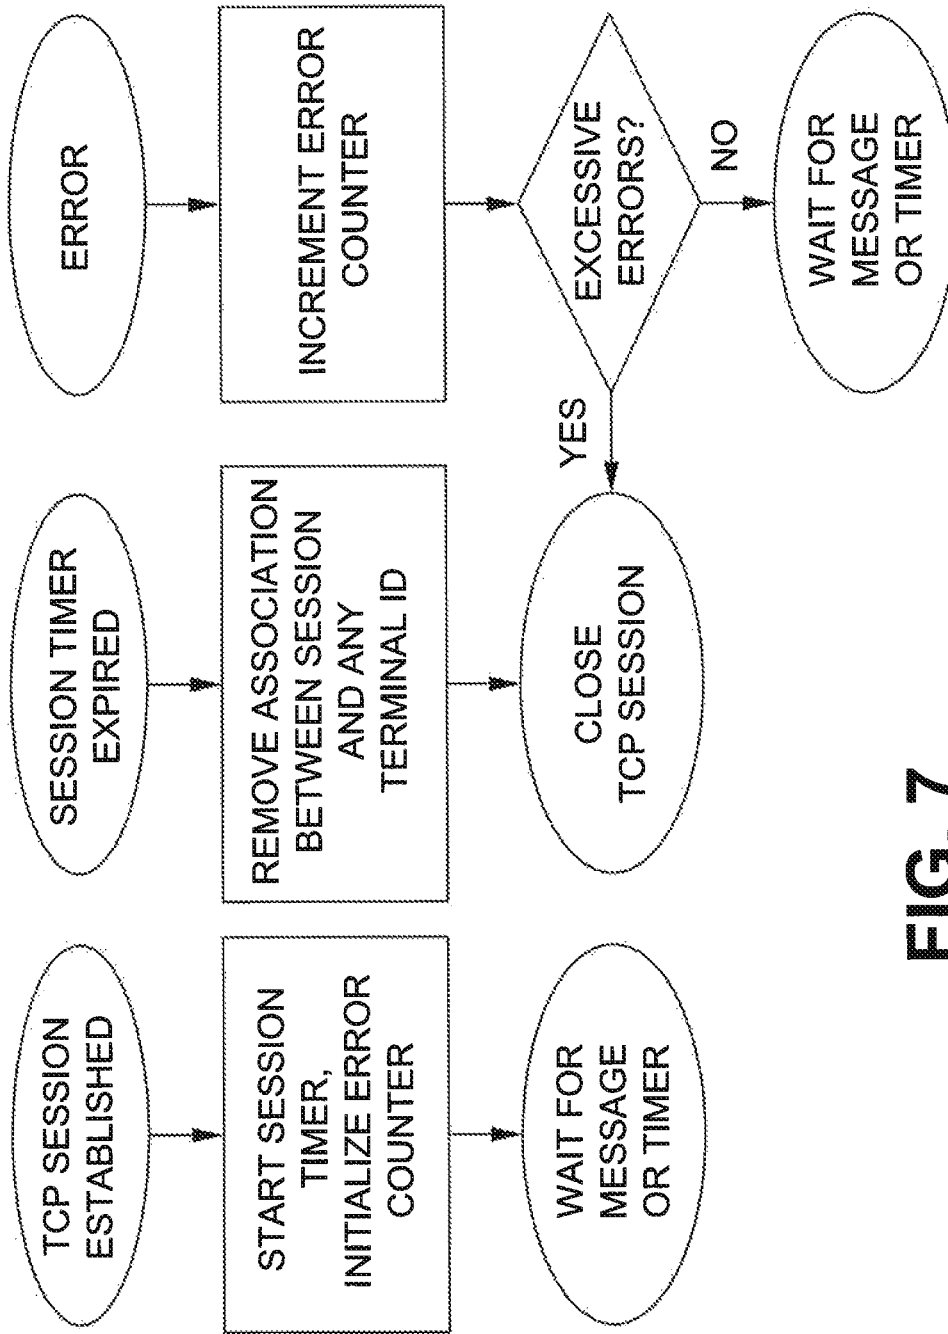 TCP SESSION
ESTABLISHED
START SESSION
TIMER,
INITIALIZE ERROR
COUNTER
WAIT FOR
MESSAGE
OR TIMER
SESSION TIMER
EXPIRED
REMOVE ASSOCIATION
BETWEEN SESSION
AND ANY
TERMINAL ID
CLOSE
TCP SESSION
ERROR
INCREMENT ERROR
COUNTER
EXCESSIVE
ERRORS?
YES
NO
WAIT FOR
MESSAGE
OR TIMER
FIG. 7